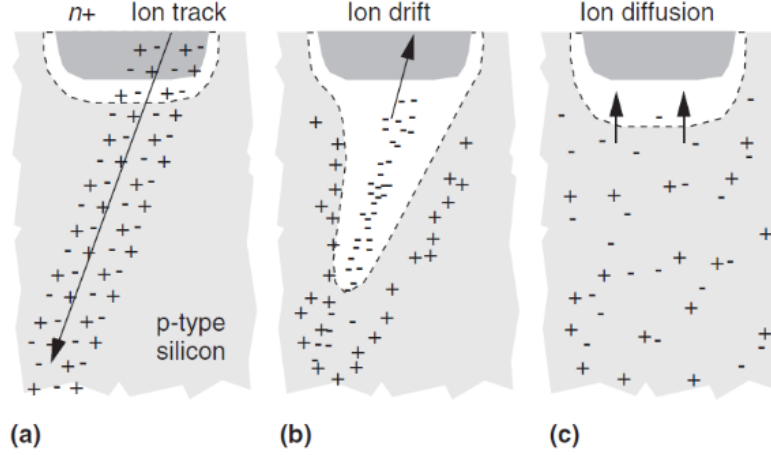 n+ Ion track
Ion drift
Ion diffusion
p-type
silicon
(a)
(b)
(c)